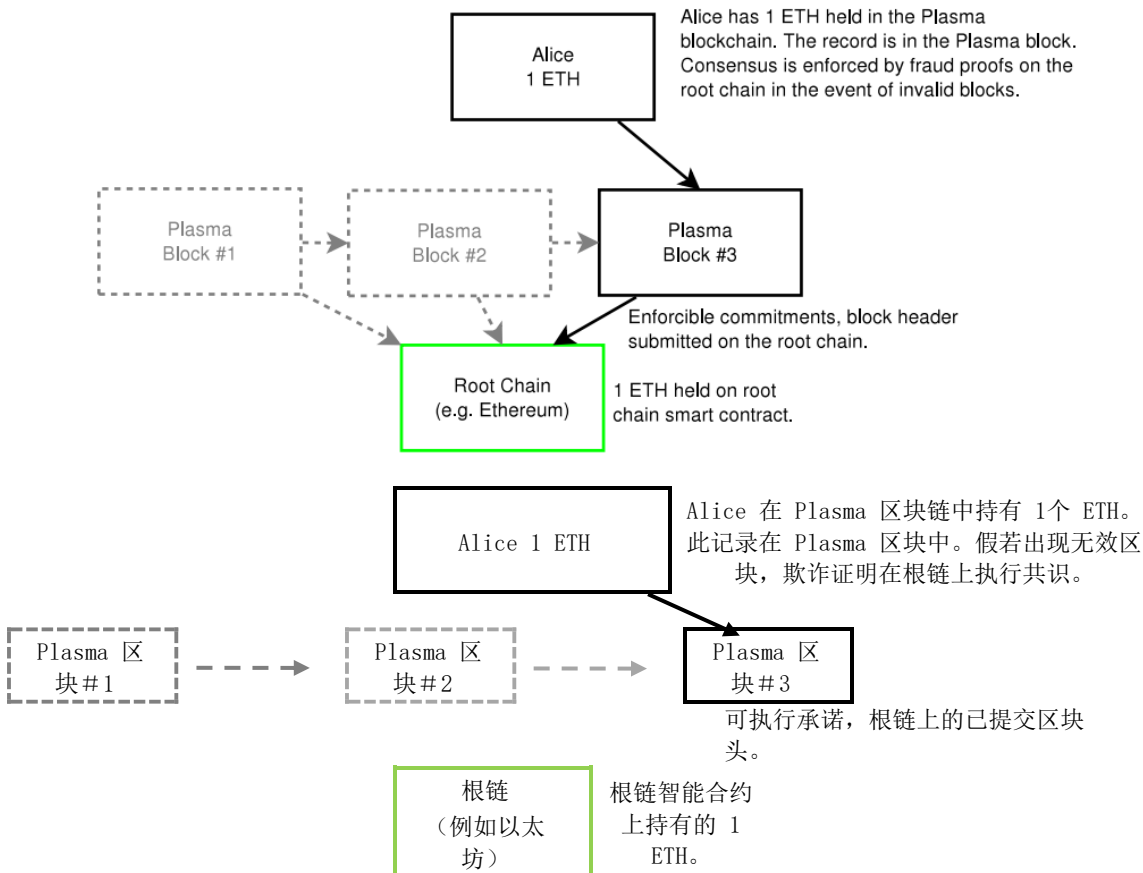 Alice
1 ETH
Alice has 1 ETH held in the Plasma
blockchain. The record is in the Plasma block.
Consensus is enforced by fraud proofs on the
root chain in the event of invalid blocks.
Plasma
Block #1
Plasma
Block #2
Plasma
Block #3
Enforcible commitments, block header
submitted on the root chain.
Root Chain
(e.g. Ethereum)
1 ETH held on root
chain smart contract.
Alice 1 ETH
Alice 在 Plasma 区块链中持有 1个 ETH。
此记录在 Plasma 区块中。假若出现无效区
块，欺诈证明在根链上执行共识。
Plasma 区
块＃1
Plasma 区
块＃2
Plasma 区
块＃3
可执行承诺，根链上的已提交区块
头。
根链
（例如以太
坊）
根链智能合约
上持有的 1
ETH。